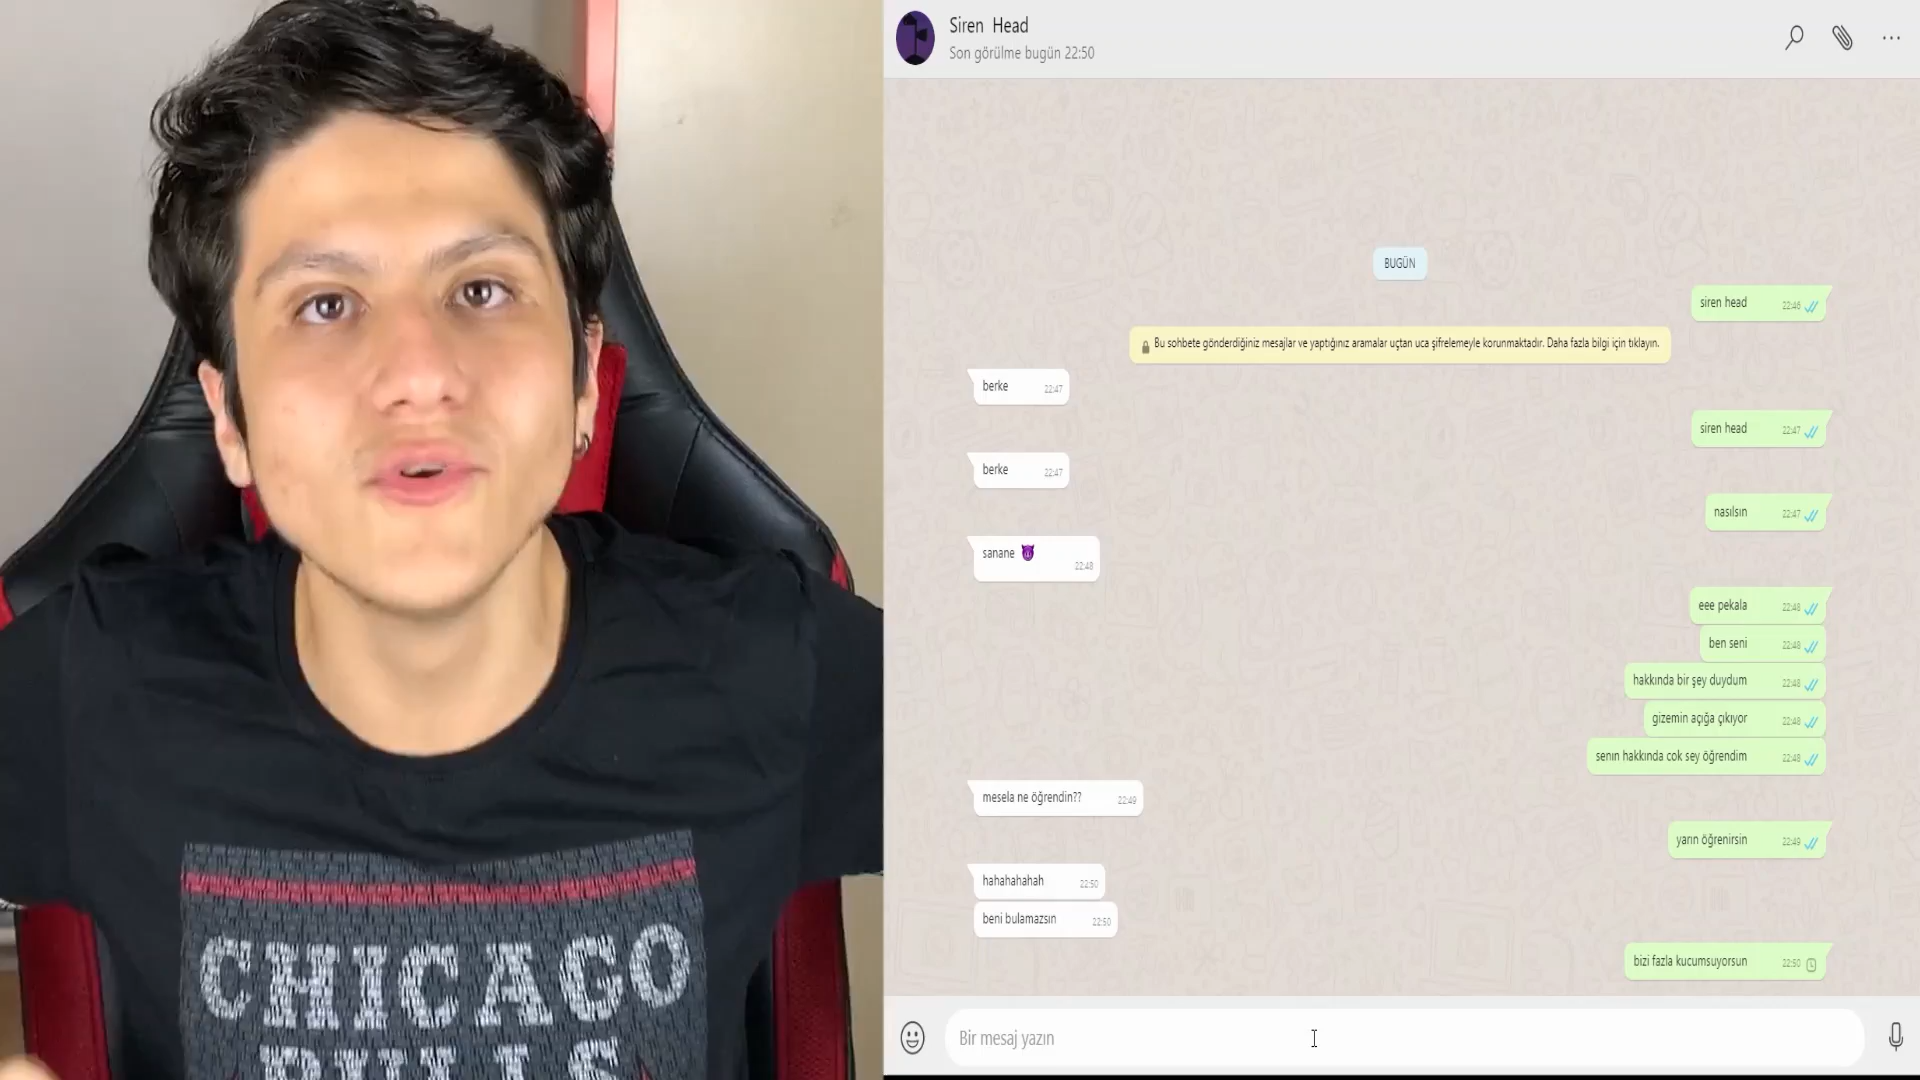 Siren Head
Son görülme bugün 22:50
BUGÜN
siren head 22:46
Bu sohbete gönderdiğiniz mesajlar ve yaptığınız aramalar uçtan uca şifrelemeyle korunmaktadır. Daha fazla bilgi için tıklayın.
berke 22:47
siren head 22:47
berke 22:47
nasılsın 22:47
sanane 😈 22:48
eee pekala 22:48
ben seni 22:48
hakkında bir şey duydum 22:48
gizemin açığa çıkıyor 22:48
senın hakkında cok sey öğrendim 22:48
mesela ne öğrendin?? 22:49
yarın öğrenirsin 22:49
hahahahahah 22:50
beni bulamazsın 22:50
bizi fazla kucumsuyorsun 22:50
Bir mesaj yazın
CHICAGO
BULLS